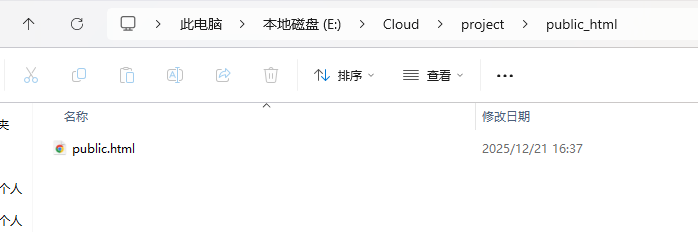 此电脑 本地磁盘 (E:) Cloud project public_html
排序 查看
名称 修改日期
夹
public.html 2025/12/21 16:37
个人
个人